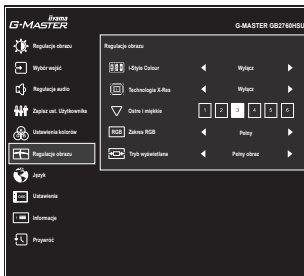 iiyama
G-MASTER
G-MASTER GB2760HSU
Regulacje obrazu
Wybór wejść
Regulacja audio
Zapisz ust. Użytkownika
Ustawienia kolorów
Regulacje obrazu
Język
OSD Ustawienia
Informacje
Przywróć
Regulacje obrazu
i-Style Colour Wyłącz
Technologia X-Res Wyłącz
Ostre i miękkie 1 2 3 4 5 6
RGB Zakres RGB Pełny
Tryb wyświetlana Pełny obraz